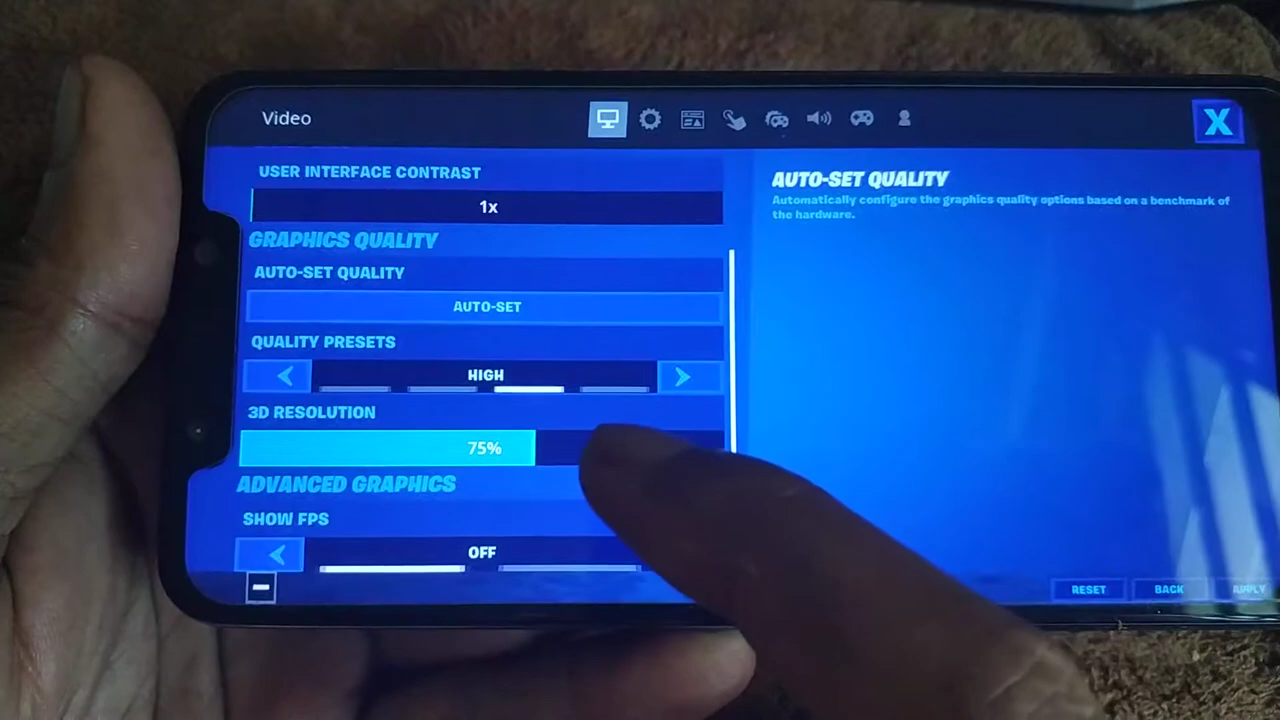 Video
X
USER INTERFACE CONTRAST
1x
GRAPHICS QUALITY
AUTO-SET QUALITY
AUTO-SET
QUALITY PRESETS
HIGH
3D RESOLUTION
75%
ADVANCED GRAPHICS
SHOW FPS
OFF
AUTO-SET QUALITY
Automatically configure the graphics quality options based on a benchmark of
the hardware.
RESET
BACK
APPLY